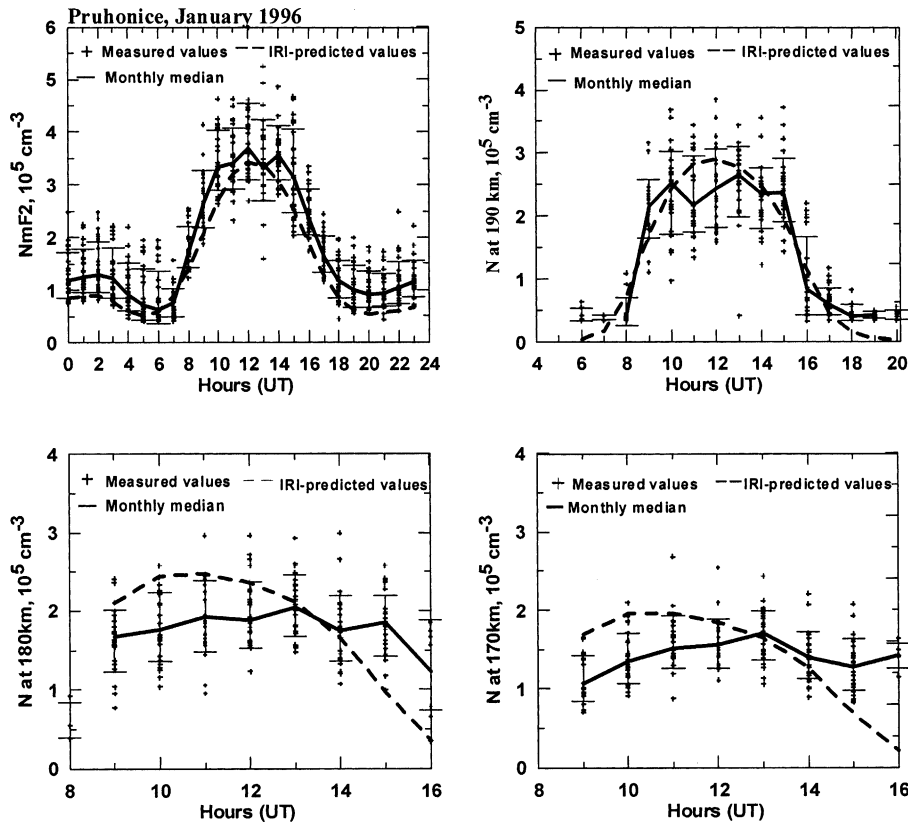 Pruhonice, January 1996
6
5
4
3
2
1
0
NmF2, 10^5 cm^-3
+ Measured values
IRI-predicted values
Monthly median
0 2 4 6 8 10 12 14 16 18 20 21 23 24
Hours (UT)
5
4
3
2
1
0
N at 190 km, 10^5 cm^-3
+ Measured values
IRI-predicted values
Monthly median
4 6 8 10 12 14 16 18 20
Hours (UT)
4
3
2
1
0
N at 180km, 10^5 cm^-3
+ Measured values
IRI-predicted values
Monthly median
8 10 12 14 16
Hours (UT)
4
3
2
1
0
N at 170km, 10^5 cm^-3
+ Measured values
IRI-predicted values
Monthly median
8 10 12 14 16
Hours (UT)